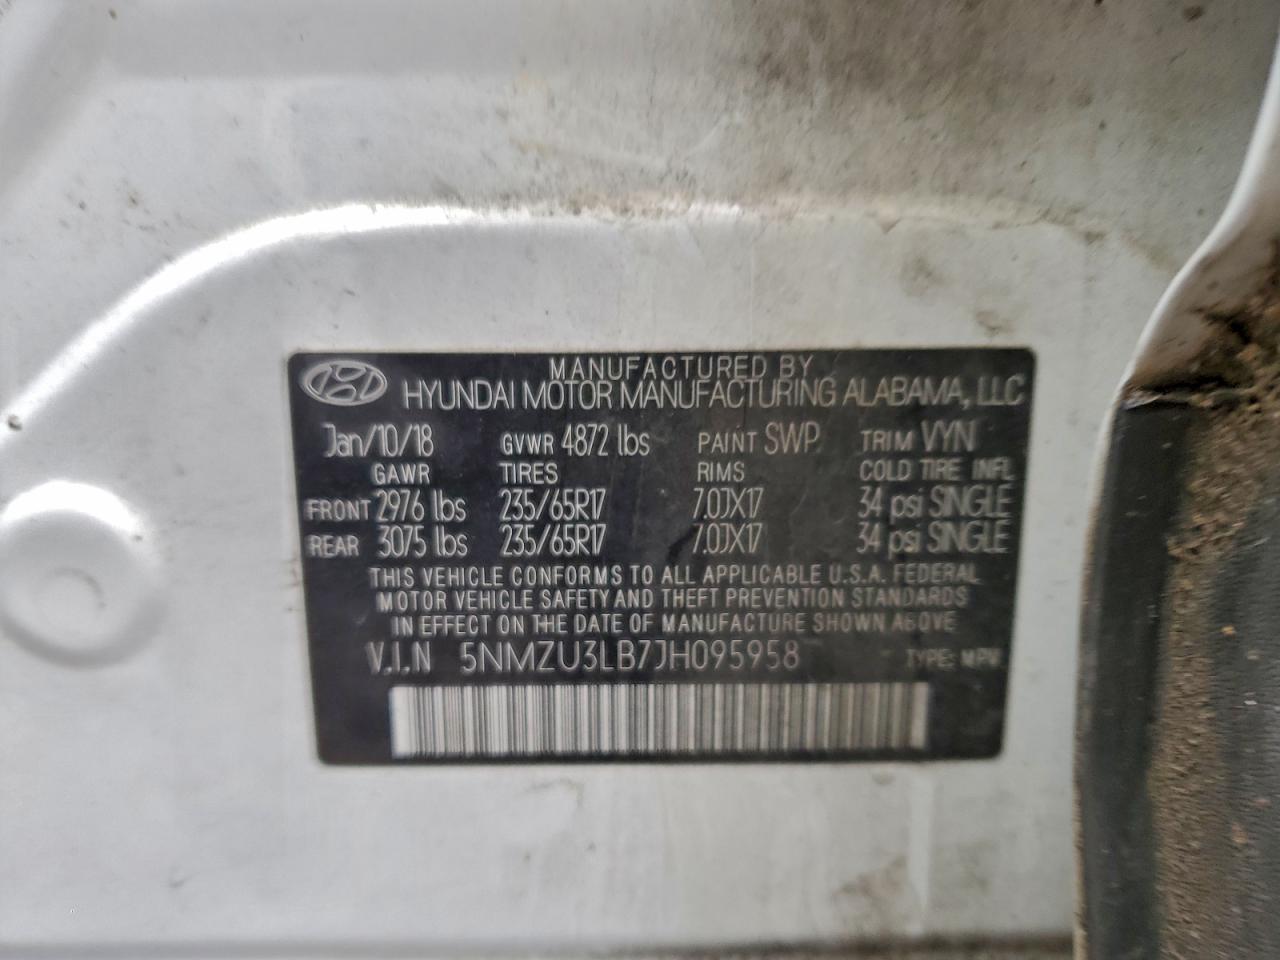 MANUFACTURED BY
HYUNDAI MOTOR MANUFACTURING ALABAMA, LLC
Jan/10/18 GVWR 4872 lbs PAINT SWP TRIM VYN
GAWR TIRES RIMS COLD TIRE INFL
FRONT 2976 lbs 235/65R17 7.0JX17 34 psi SINGLE
REAR 3075 lbs 235/65R17 7.0JX17 34 psi SINGLE
THIS VEHICLE CONFORMS TO ALL APPLICABLE U.S.A. FEDERAL
MOTOR VEHICLE SAFETY AND THEFT PREVENTION STANDARDS
IN EFFECT ON THE DATE OF MANUFACTURE SHOWN ABOVE
V.I.N 5NMZU3LB7JH095958 TYPE: MPV